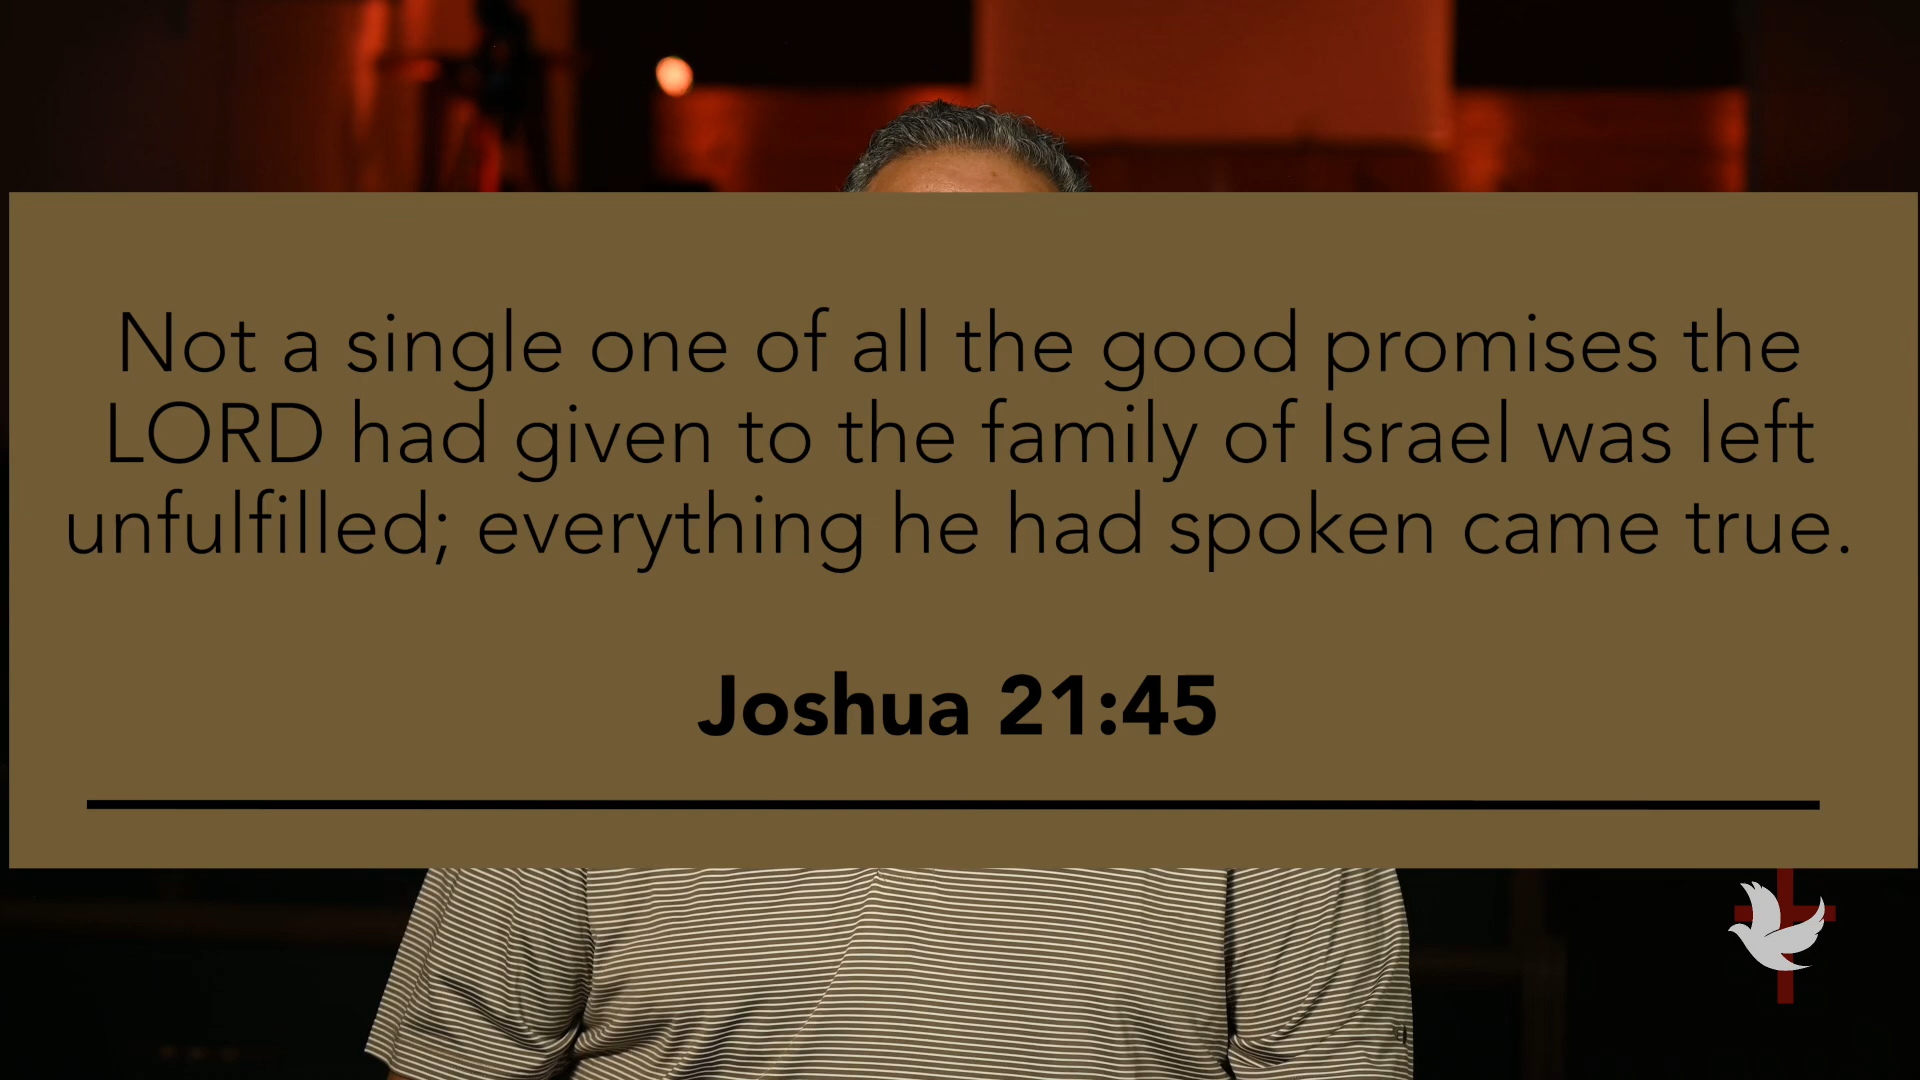 Not a single one of all the good promises the
LORD had given to the family of Israel was left
unfulfilled; everything he had spoken came true.
Joshua 21:45